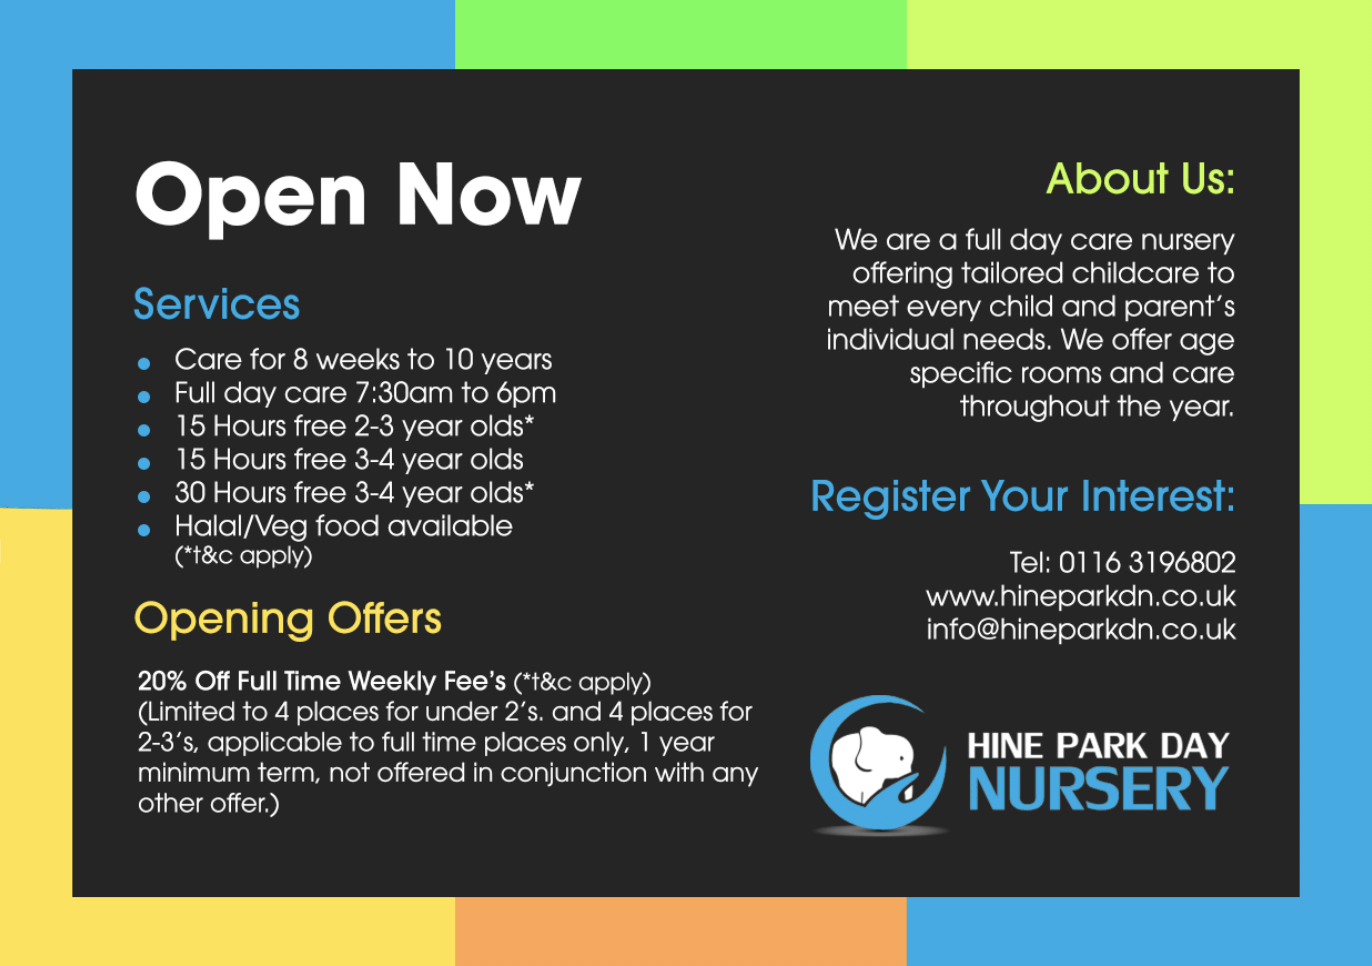 Open Now
Services
Care for 8 weeks to 10 years
Full day care 7:30am to 6pm
15 Hours free 2-3 year olds*
15 Hours free 3-4 year olds
30 Hours free 3-4 year olds*
Halal/Veg food available
(*t&c apply)
Opening Offers
20% Off Full Time Weekly Fee's (*t&c apply)
(Limited to 4 places for under 2's. and 4 places for
2-3's, applicable to full time places only, 1 year
minimum term, not offered in conjunction with any
other offer.)
About Us:
We are a full day care nursery
offering tailored childcare to
meet every child and parent's
individual needs. We offer age
specific rooms and care
throughout the year.
Register Your Interest:
Tel: 0116 3196802
www.hineparkdn.co.uk
info@hineparkdn.co.uk
HINE PARK DAY
NURSERY